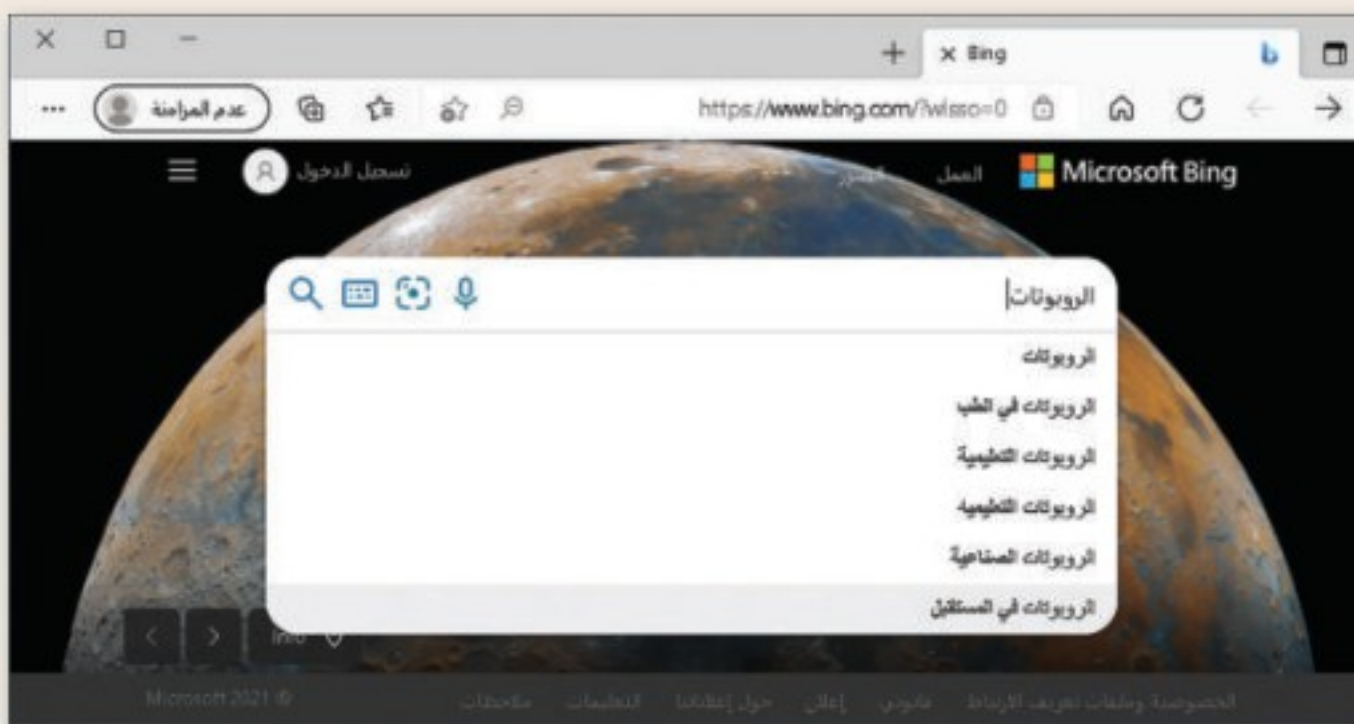 Bing
https://www.bing.com/?wlsso=0
عدم المزامنة
Microsoft Bing
العمل
الصور
تسجيل الدخول
الروبوتات
الروبوتات
الروبوتات في الطب
الروبوتات التعليمية
الروبوتات التعليميه
الروبوتات الصناعية
الروبوتات في المستقبل
Info
الخصوصية وملفات تعريف الارتباط قانوني إعلان حول إعلاناتنا التعليمات ملاحظات
Microsoft 2021 ©